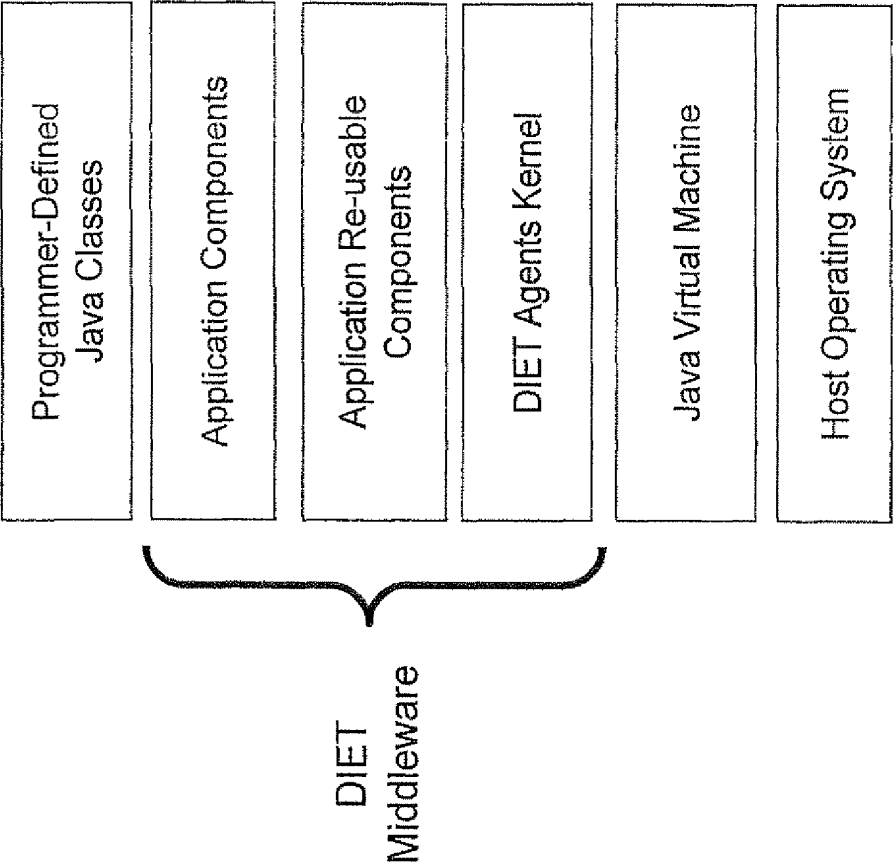 Programmer-Defined
Java Classes
Application Components
Application Re-usable
Components
DIET Agents Kernel
Java Virtual Machine
Host Operating System
DIET
Middleware